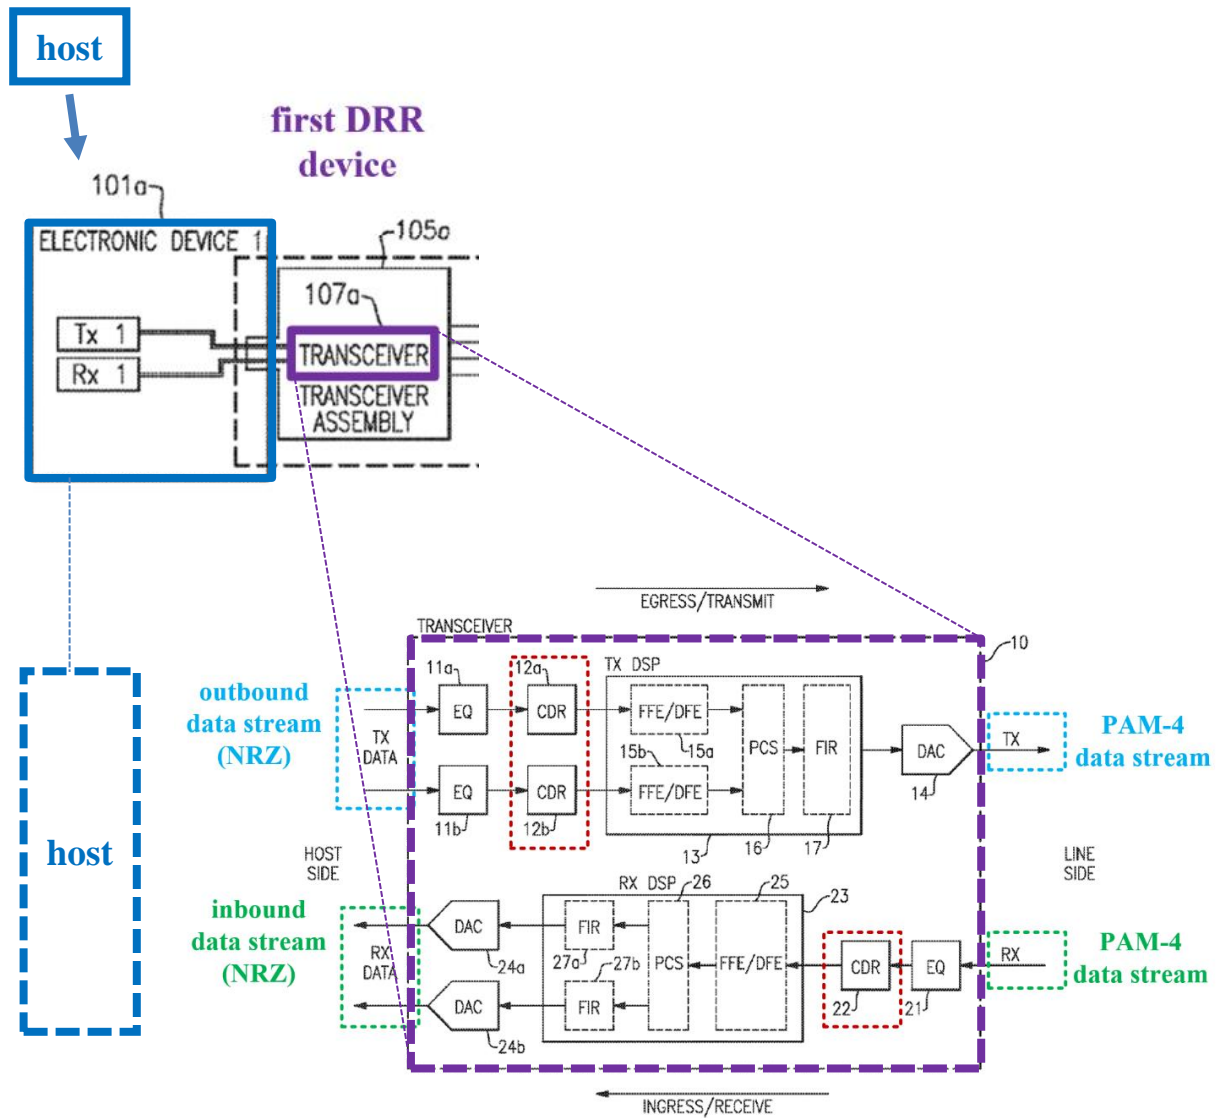 host
first DRR
device
101a
ELECTRONIC DEVICE 1
105a
107a
Tx 1
Rx 1
TRANSCEIVER
TRANSCEIVER
ASSEMBLY
EGRESS/TRANSMIT
TRANSCEIVER
10
outbound
data stream
(NRZ)
TX
DATA
11a
EQ
12a
CDR
TX DSP
FFE/DFE
15a
15b
FFE/DFE
PCS
FIR
DAC
14
TX
PAM-4
data stream
EQ
11b
CDR
12b
13
16
17
host
HOST
SIDE
LINE
SIDE
inbound
data stream
(NRZ)
RX
DATA
DAC
24a
DAC
24b
RX DSP
26
25
23
FIR
27a
27b
FIR
PCS
FFE/DFE
CDR
22
EQ
21
RX
PAM-4
data stream
INGRESS/RECEIVE